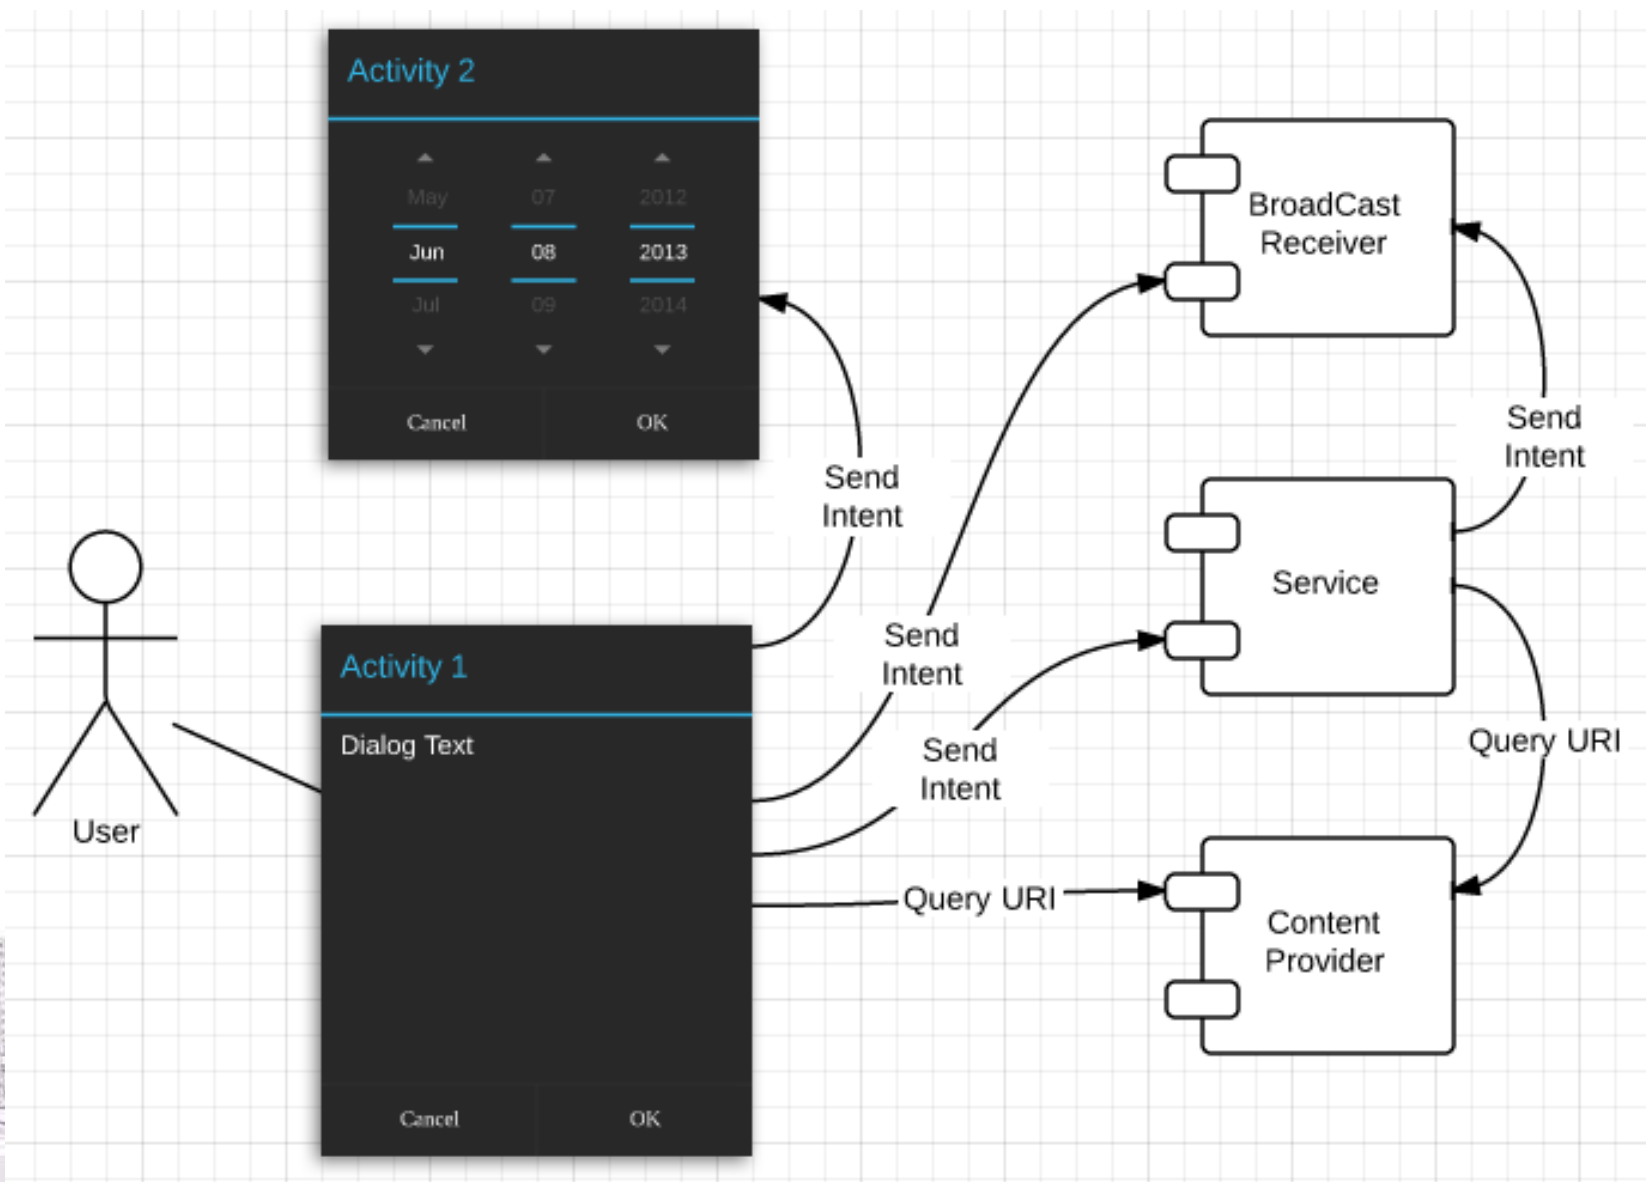 Activity 2
May 07 2012
Jun 08 2013
Jul 09 2014
Cancel OK
BroadCast
Receiver
Send
Intent
Send
Intent
Service
Send
Intent
User
Activity 1
Dialog Text
Send
Intent
Query URI
Query URI
Content
Provider
Cancel OK